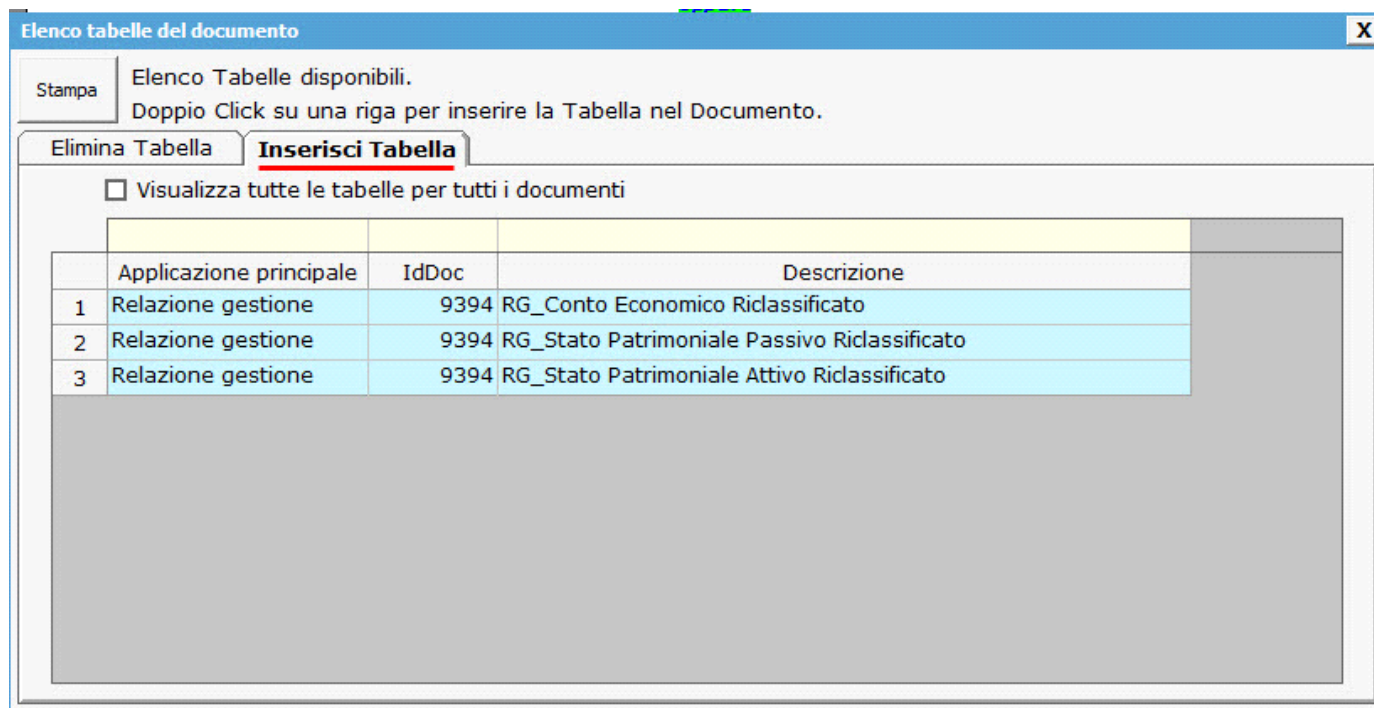 Elenco tabelle del documento X
Stampa
Elenco Tabelle disponibili.
Doppio Click su una riga per inserire la Tabella nel Documento.
Elimina Tabella Inserisci Tabella
Visualizza tutte le tabelle per tutti i documenti
Applicazione principale IdDoc Descrizione
1 Relazione gestione 9394 RG_Conto Economico Riclassificato
2 Relazione gestione 9394 RG_Stato Patrimoniale Passivo Riclassificato
3 Relazione gestione 9394 RG_Stato Patrimoniale Attivo Riclassificato